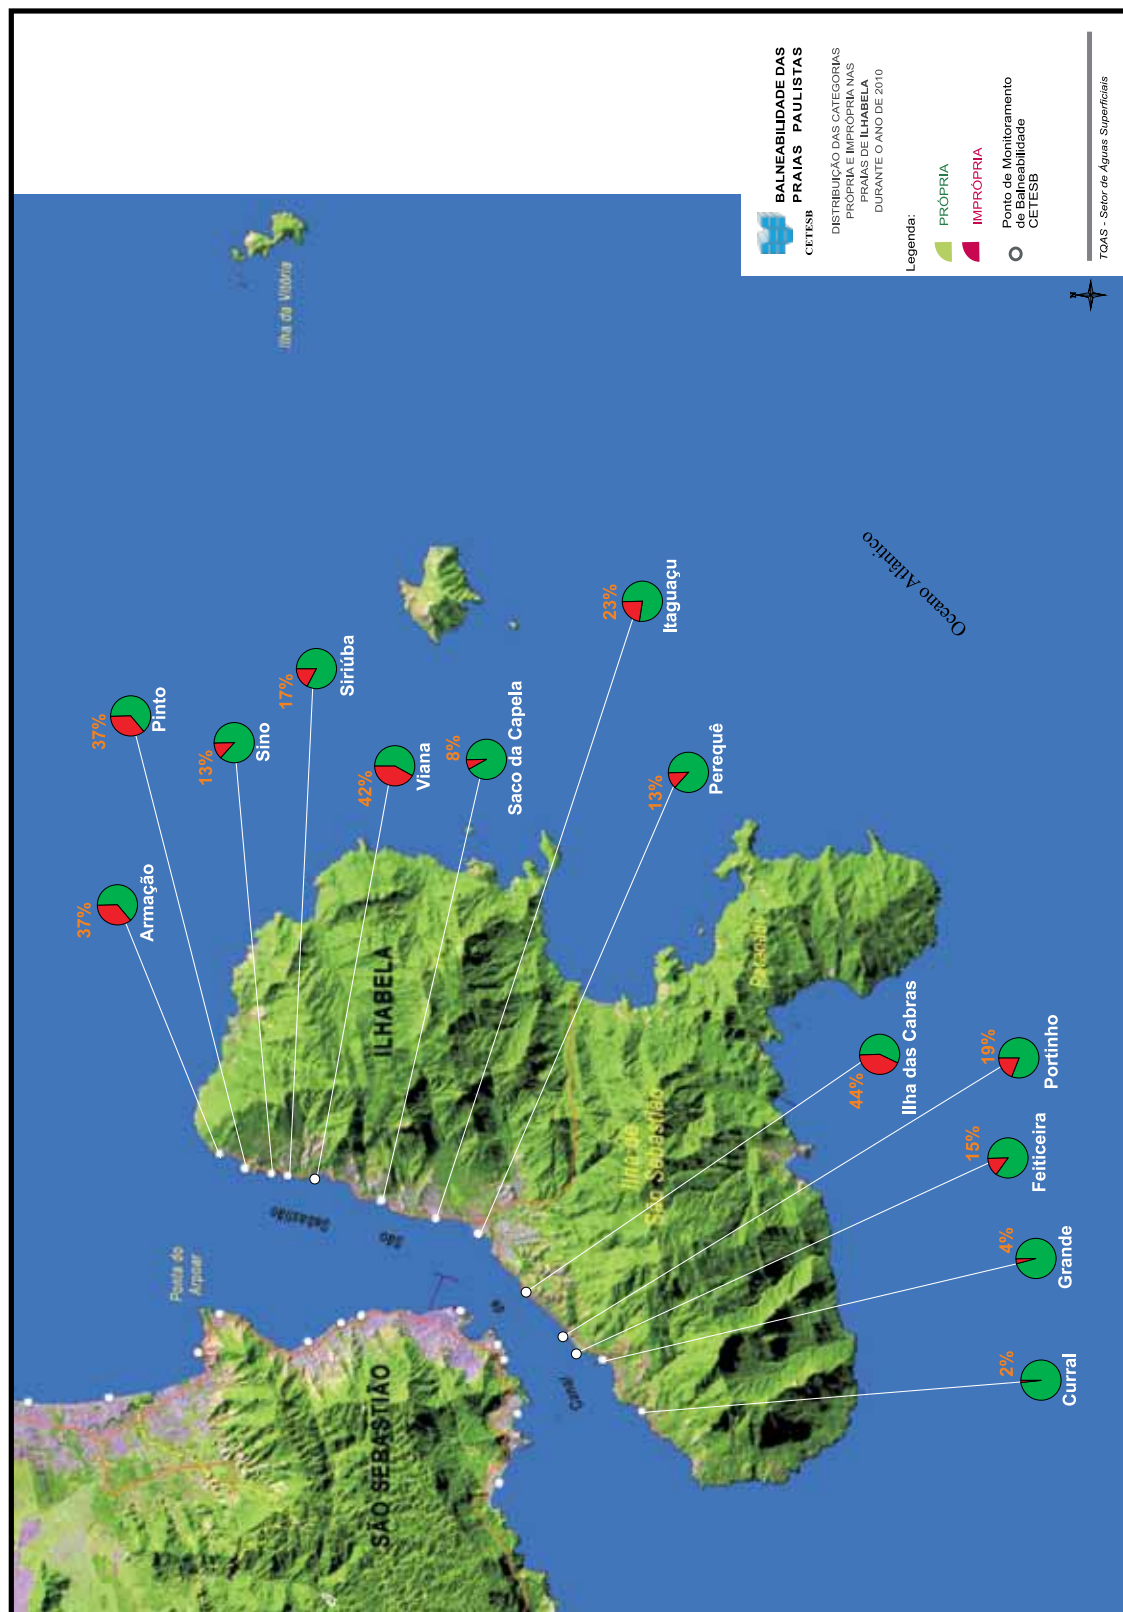 BALNEABILIDADE DAS
PRAIAS PAULISTAS
CETESB
DISTRIBUIÇÃO DAS CATEGORIAS
PRÓPRIA E IMPRÓPRIA NAS
PRAIAS DE ILHABELA
DURANTE O ANO DE 2010
Legenda:
PRÓPRIA
IMPRÓPRIA
Ponto de Monitoramento
de Balneabilidade
CETESB
TQAS - Setor de Águas Superficiais
N
Ilha da Vitória
Oceano Atlântico
37%
Armação
37%
Pinto
13%
Sino
17%
Siriúba
42%
Viana
8%
Saco da Capela
23%
Itaguaçu
13%
Perequê
44%
Ilha das Cabras
19%
Portinho
15%
Feiticeira
4%
Grande
2%
Curral
ILHABELA
Ilha de
São Sebastião
Ponta do
Arpoar
SÃO SEBASTIÃO
Canal
de
São
Sebastião